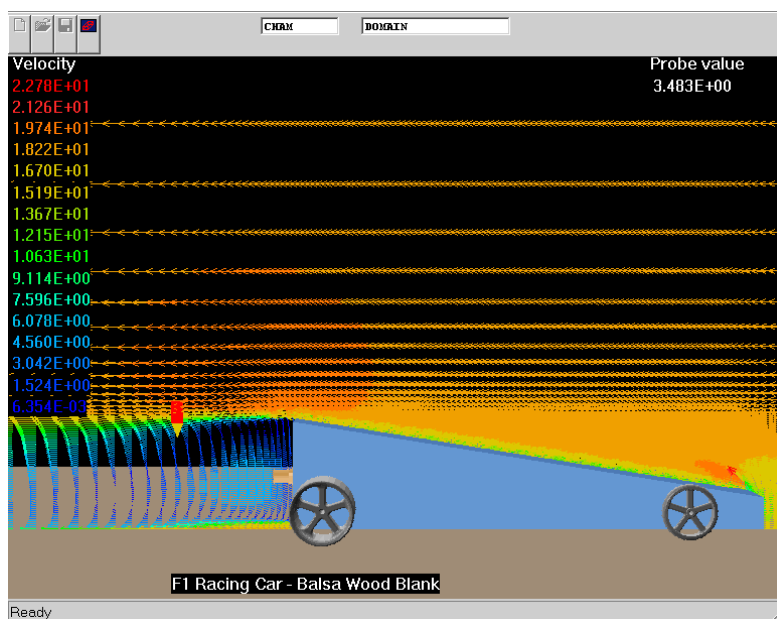 CHAM DOMAIN
Velocity Probe value
2.278E+01 3.483E+00
2.126E+01
1.974E+01
1.822E+01
1.670E+01
1.519E+01
1.367E+01
1.215E+01
1.063E+01
9.114E+00
7.596E+00
6.078E+00
4.560E+00
3.042E+00
1.524E+00
6.354E-03
F1 Racing Car - Balsa Wood Blank
Ready